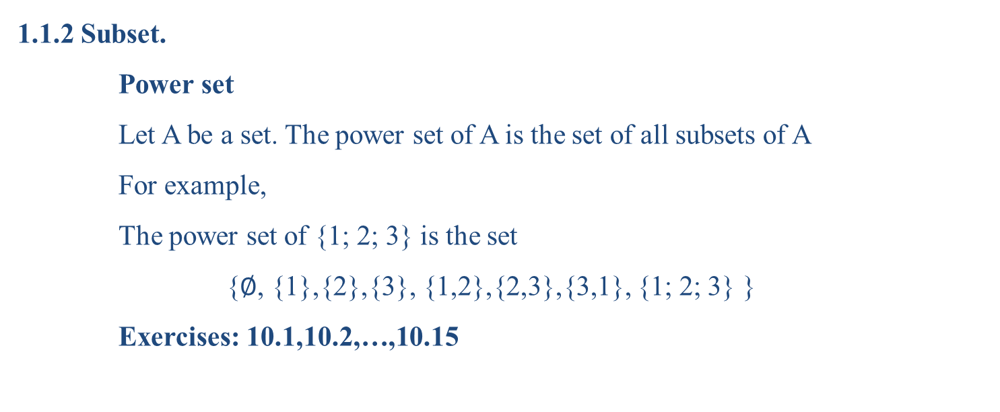 1.1.2 Subset.
Power set
Let A be a set. The power set of A is the set of all subsets of A
For example,
The power set of {1; 2; 3} is the set
{∅, {1},{2},{3}, {1,2},{2,3},{3,1}, {1; 2; 3} }
Exercises: 10.1,10.2,…,10.15